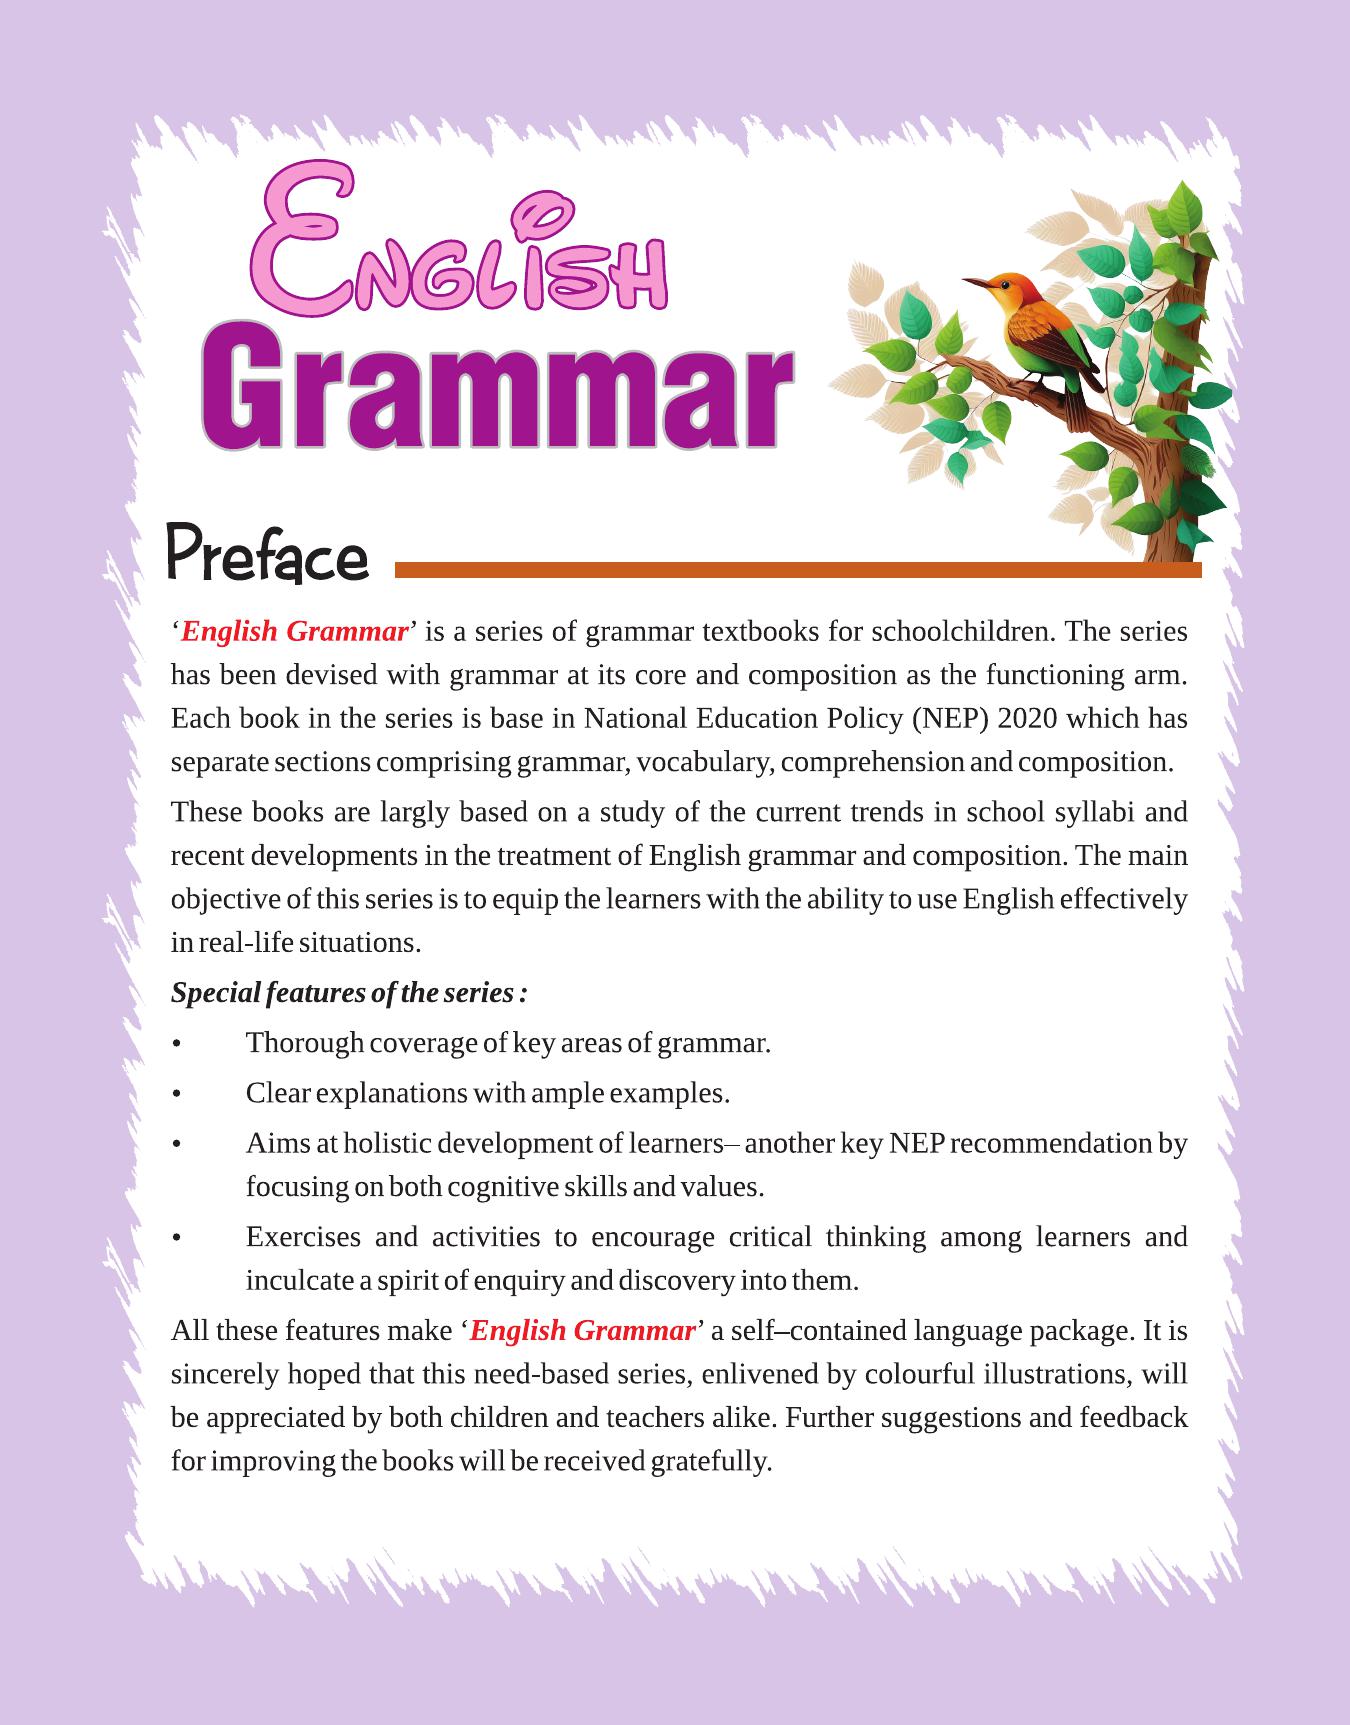 English
Grammar
Preface
‘English Grammar’ is a series of grammar textbooks for schoolchildren. The series
has been devised with grammar at its core and composition as the functioning arm.
Each book in the series is base in National Education Policy (NEP) 2020 which has
separate sections comprising grammar, vocabulary, comprehension and composition.
These books are largly based on a study of the current trends in school syllabi and
recent developments in the treatment of English grammar and composition. The main
objective of this series is to equip the learners with the ability to use English effectively
in real-life situations.
Special features of the series :
• Thorough coverage of key areas of grammar.
• Clear explanations with ample examples.
• Aims at holistic development of learners– another key NEP recommendation by
focusing on both cognitive skills and values.
• Exercises and activities to encourage critical thinking among learners and
inculcate a spirit of enquiry and discovery into them.
All these features make ‘English Grammar’ a self–contained language package. It is
sincerely hoped that this need-based series, enlivened by colourful illustrations, will
be appreciated by both children and teachers alike. Further suggestions and feedback
for improving the books will be received gratefully.